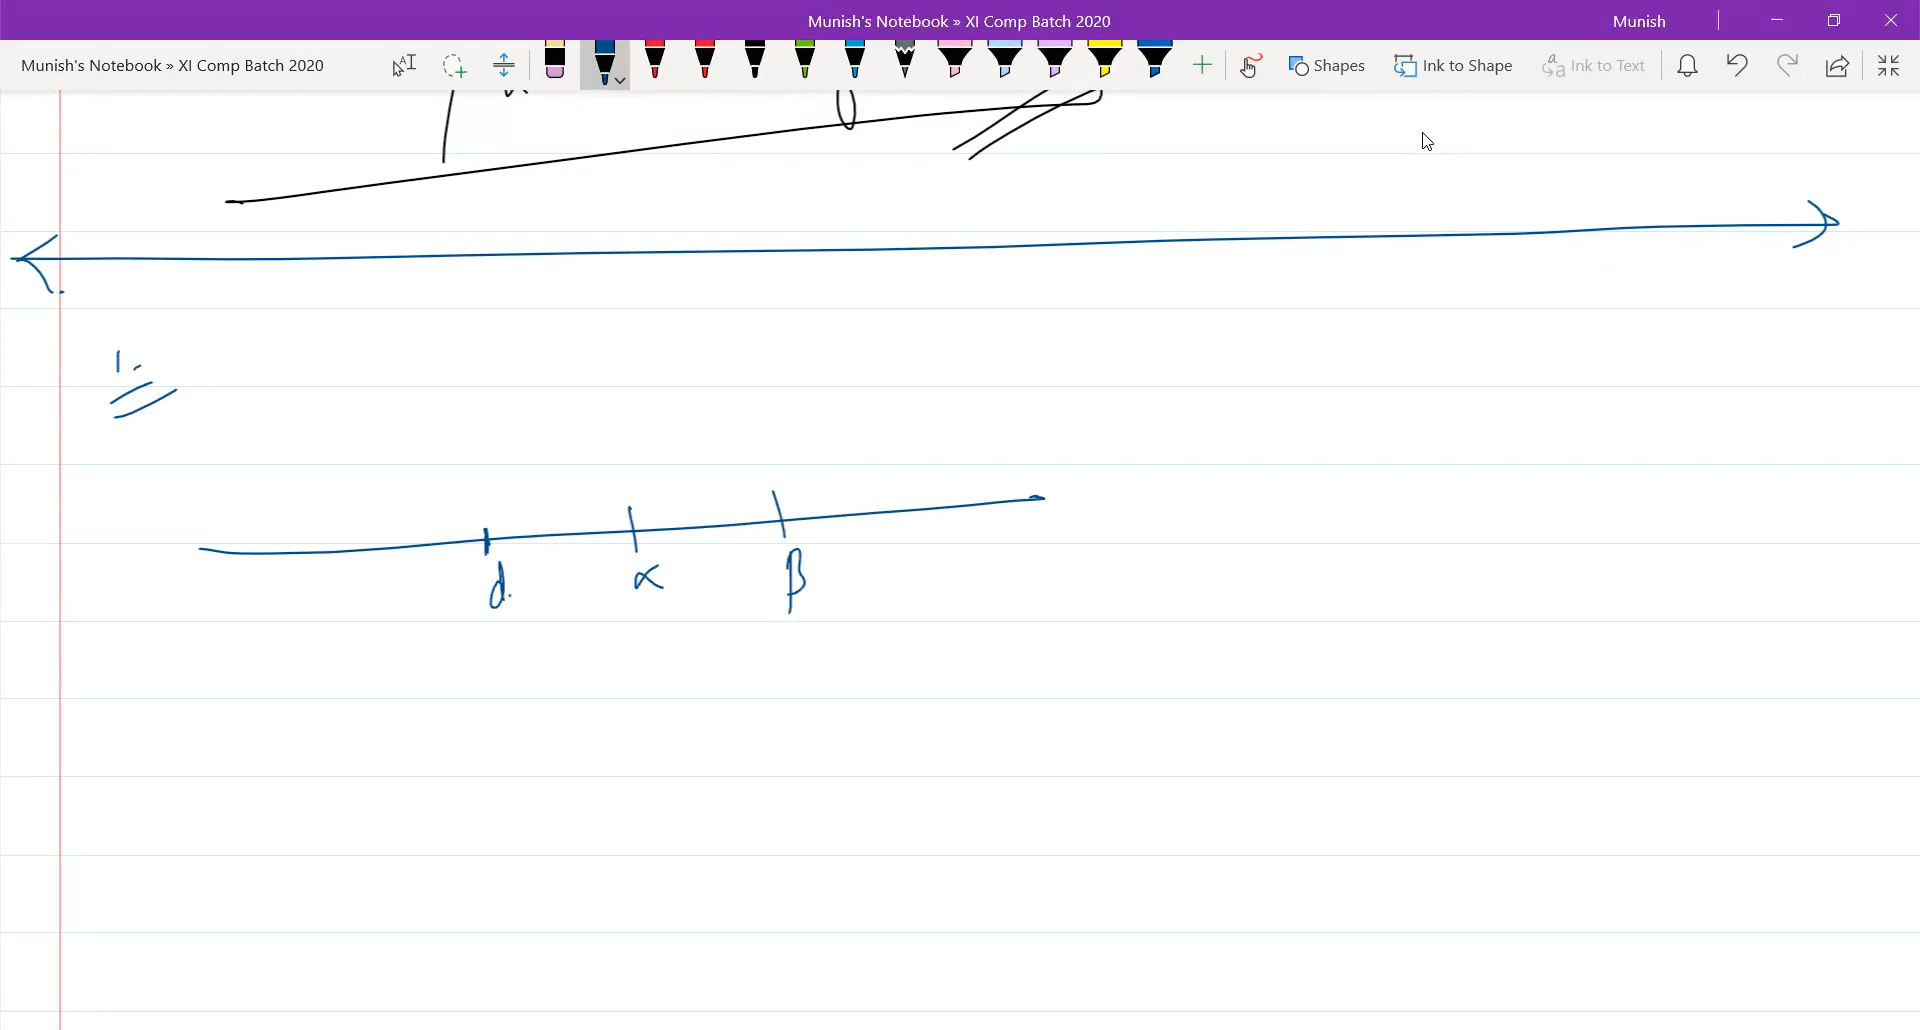 Munish's Notebook » XI Comp Batch 2020
Munish
Munish's Notebook » XI Comp Batch 2020
Shapes
Ink to Shape
Ink to Text
1.
d. α β